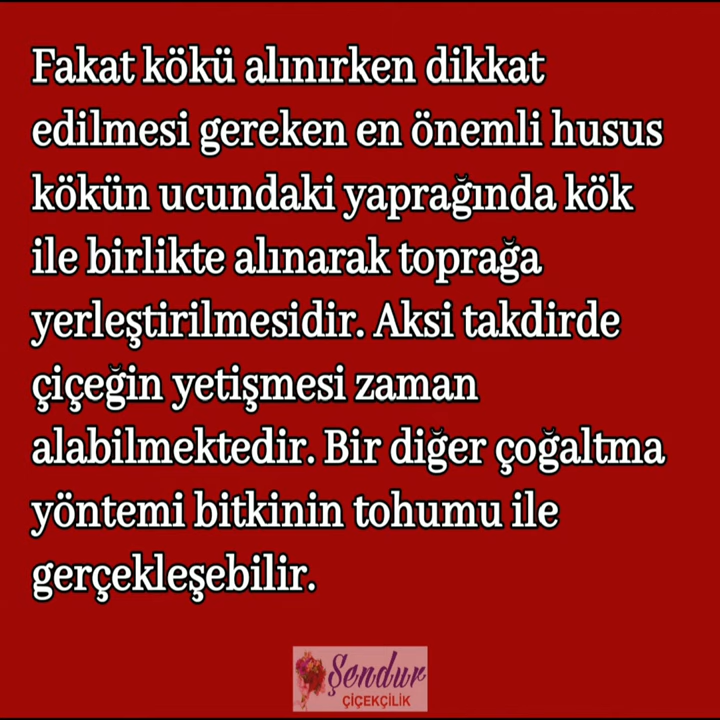 Fakat kökü alınırken dikkat
edilmesi gereken en önemli husus
kökün ucundaki yaprağında kök
ile birlikte alınarak toprağa
yerleştirilmesidir. Aksi takdirde
çiçeğin yetişmesi zaman
alabilmektedir. Bir diğer çoğaltma
yöntemi bitkinin tohumu ile
gerçekleşebilir.
Şendur
ÇİÇEKÇİLİK